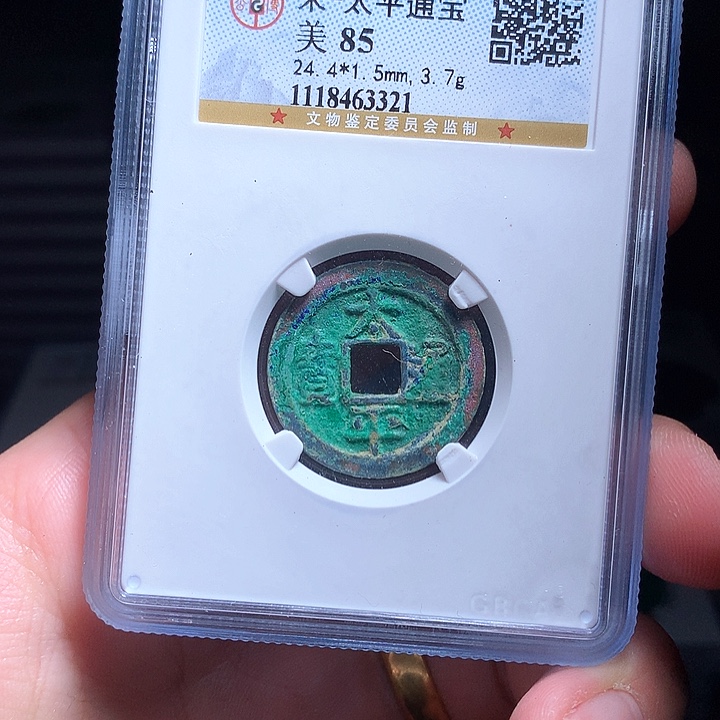 宋 太平通宝
美 85
24.4*1.5mm, 3.7g
1118463321
文物鉴定委员会监制
太平通寶
GBCA